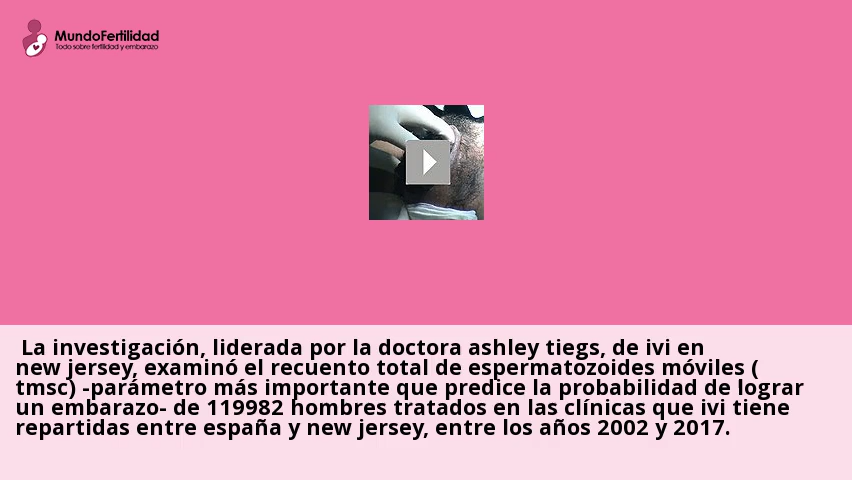 MundoFertilidad
Todo sobre fertilidad y embarazo
La investigación, liderada por la doctora ashley tiegs, de ivi en
new jersey, examinó el recuento total de espermatozoides móviles (
tmsc) -parámetro más importante que predice la probabilidad de lograr
un embarazo- de 119982 hombres tratados en las clínicas que ivi tiene
repartidas entre españa y new jersey, entre los años 2002 y 2017.